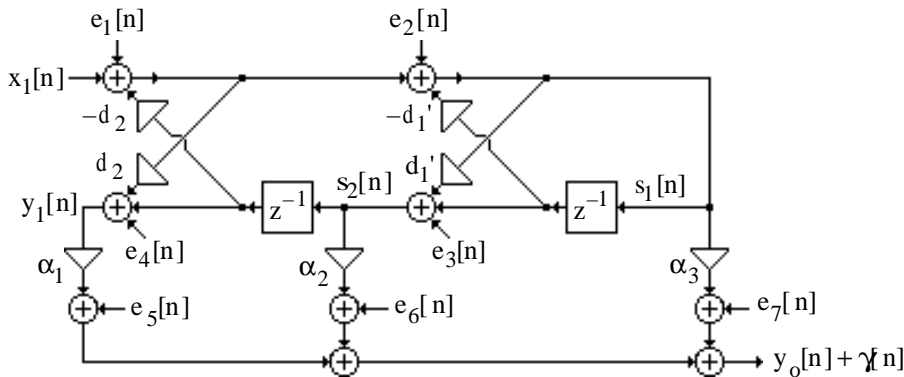 e₁[n] e₂[n]
x₁[n]
−d₂ −d₁'
d₂ d₁'
y₁[n] z⁻¹ s₂[n] z⁻¹ s₁[n]
e₄[n] e₃[n]
α₁ α₂ α₃
e₅[n] e₆[n] e₇[n]
yₒ[n] + γ[n]